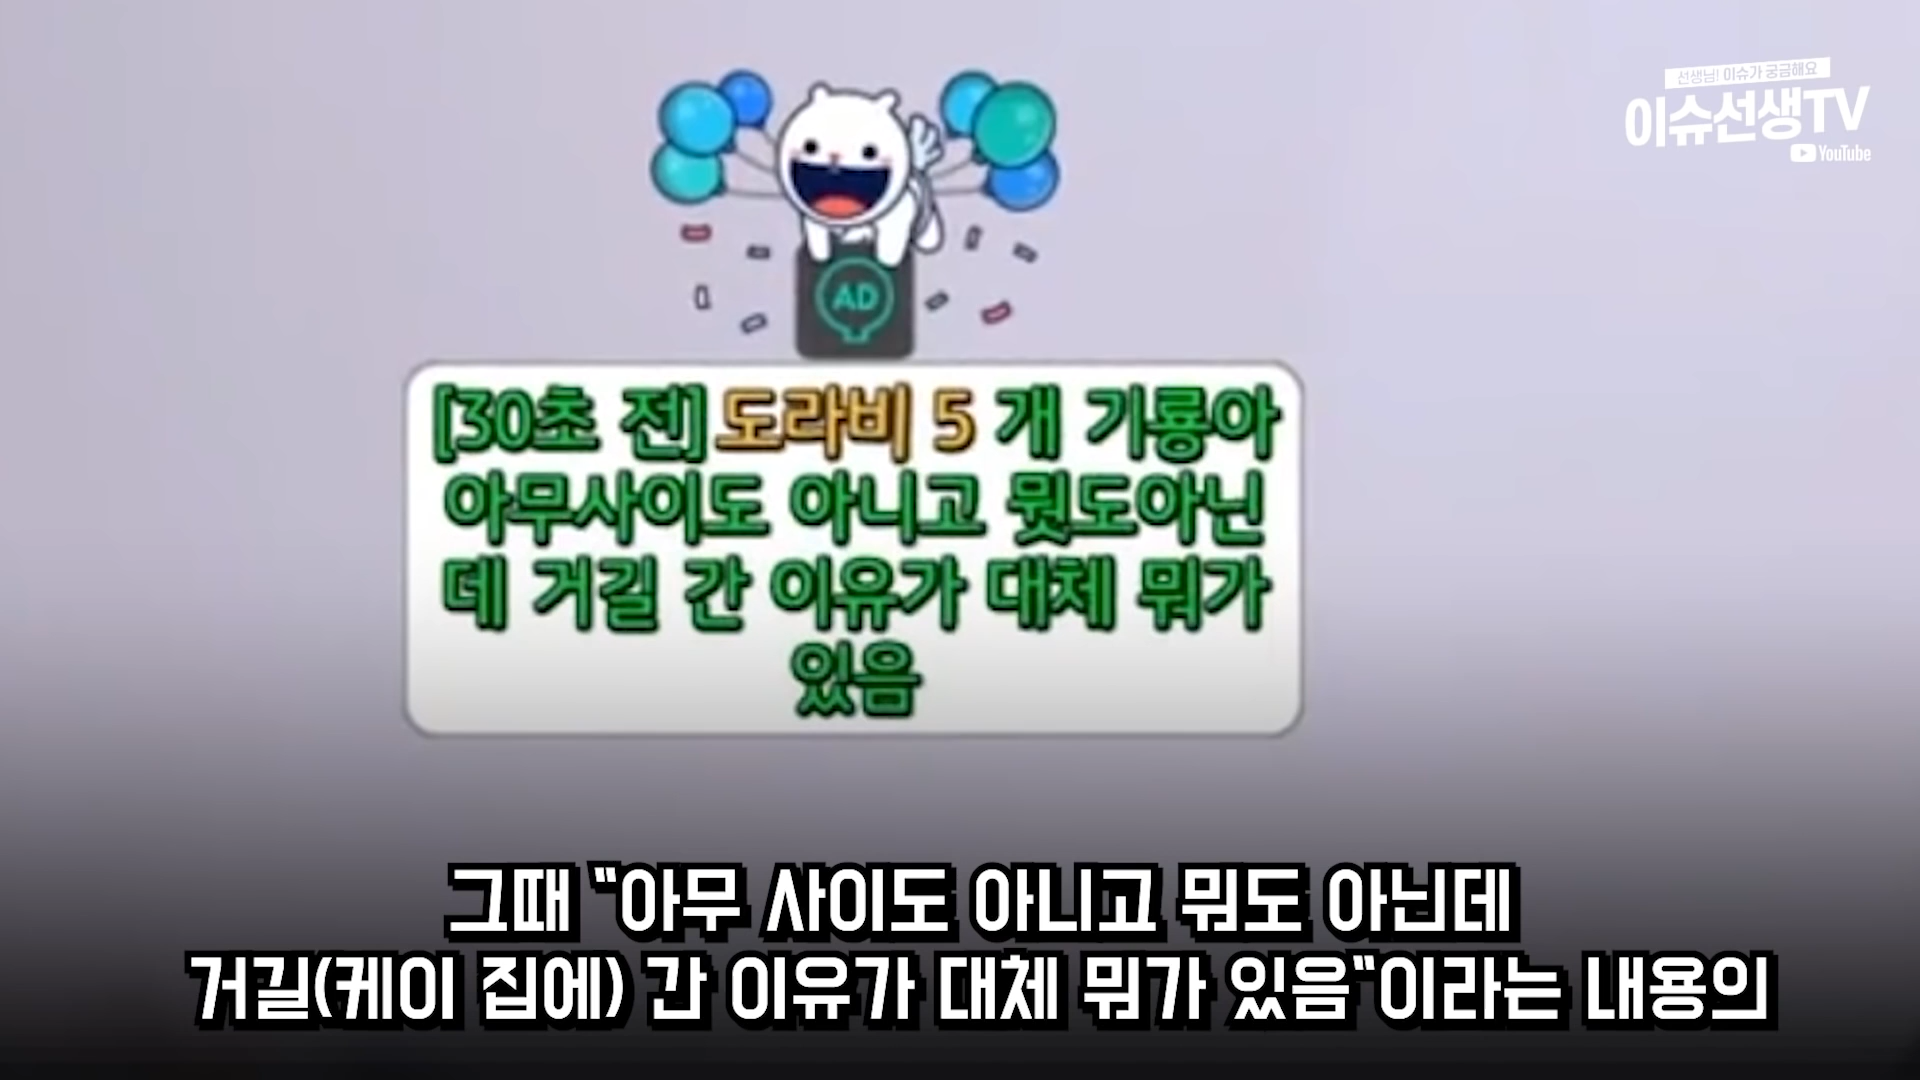 선생님! 이슈가 궁금해요
이슈선생TV
YouTube
AD
[30초 전] 도라비 5 개 기룡아
아무사이도 아니고 뭣도아닌
데 거길 간 이유가 대체 뭐가
있음
그때 "아무 사이도 아니고 뭐도 아닌데
거길(케이 집에) 간 이유가 대체 뭐가 있음"이라는 내용의